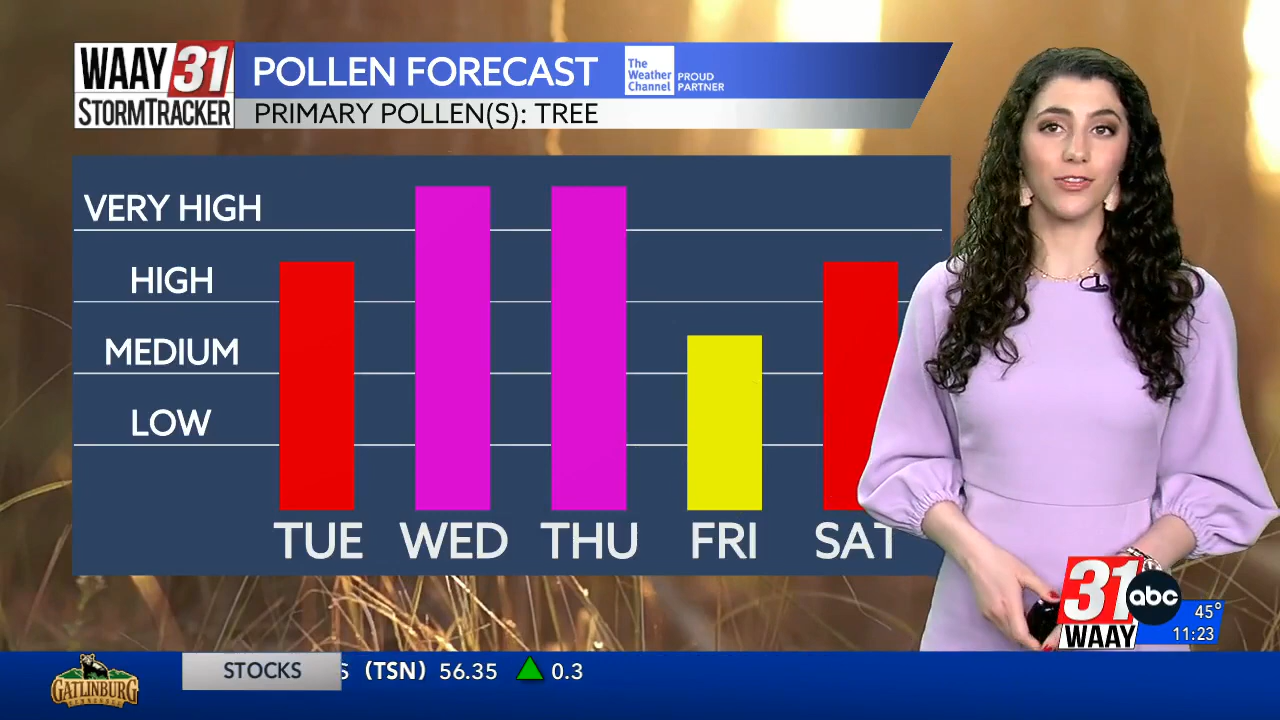 WAAY 31
STORMTRACKER
POLLEN FORECAST
The
Weather
Channel
PROUD
PARTNER
PRIMARY POLLEN(S): TREE
VERY HIGH
HIGH
MEDIUM
LOW
TUE WED THU FRI SAT
31
abc
WAAY
45°
11:23
GATLINBURG
TENNESSEE
STOCKS
S (TSN) 56.35 0.3